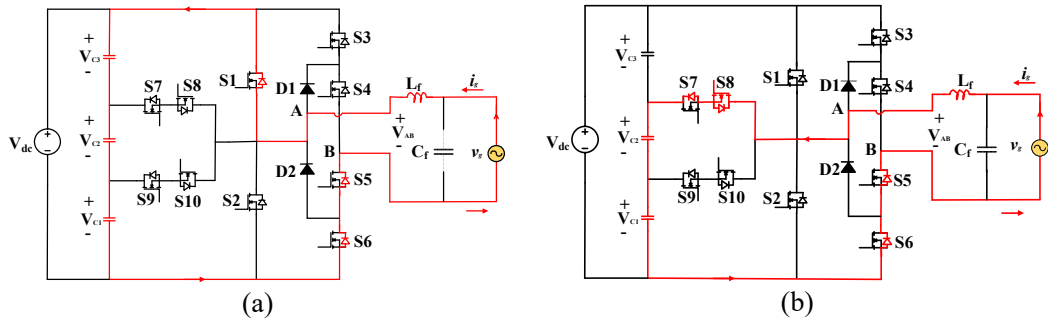 +
V_C3
-
S7
S8
S1
S3
D1
S4
L_f
i_g
A
V_dc
+
V_C2
-
+
V_AB
-
C_f
v_g
B
D2
S5
S9
S10
S2
+
V_C1
-
S6
(a)
+
V_C3
-
S7
S8
S1
S3
D1
S4
L_f
i_g
A
V_dc
+
V_C2
-
+
V_AB
-
C_f
v_g
B
D2
S5
S9
S10
S2
+
V_C1
-
S6
(b)